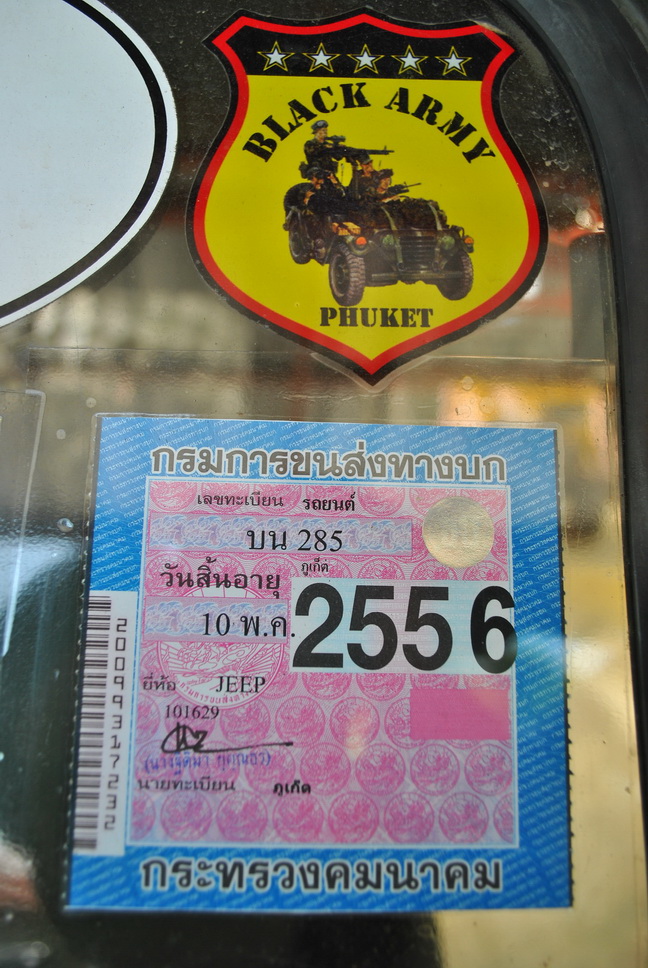 BLACK ARMY
PHUKET
กรมการขนส่งทางบก
เลขทะเบียน รถยนต์
บน 285
ภูเก็ต
วันสิ้นอายุ
10 พ.ค. 2556
ยี่ห้อ JEEP
101629
นายทะเบียน ภูเก็ต
20099317232
กระทรวงคมนาคม